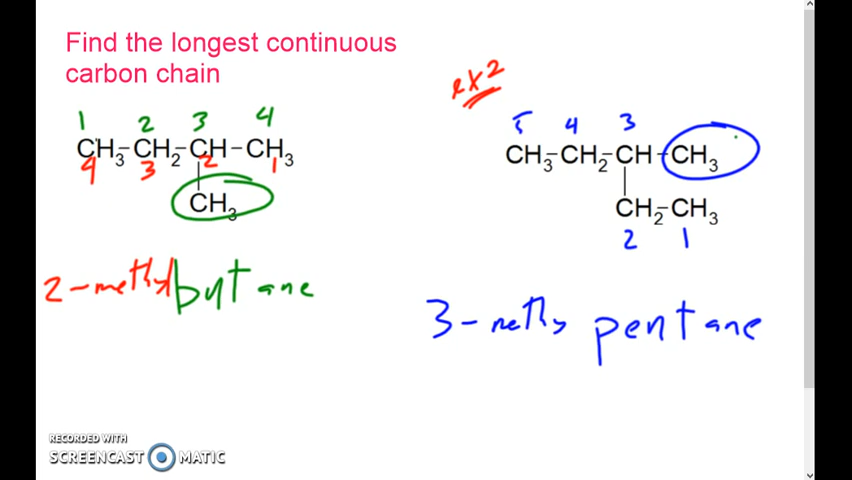 Find the longest continuous
carbon chain
ex2
1 2 3 4
CH3-CH2-CH-CH3
4 3 2 1
CH3
2-methyl butane
5 4 3
CH3-CH2-CH-CH3
CH2-CH3
2 1
3-methy pentane
RECORDED WITH
SCREENCAST MATIC